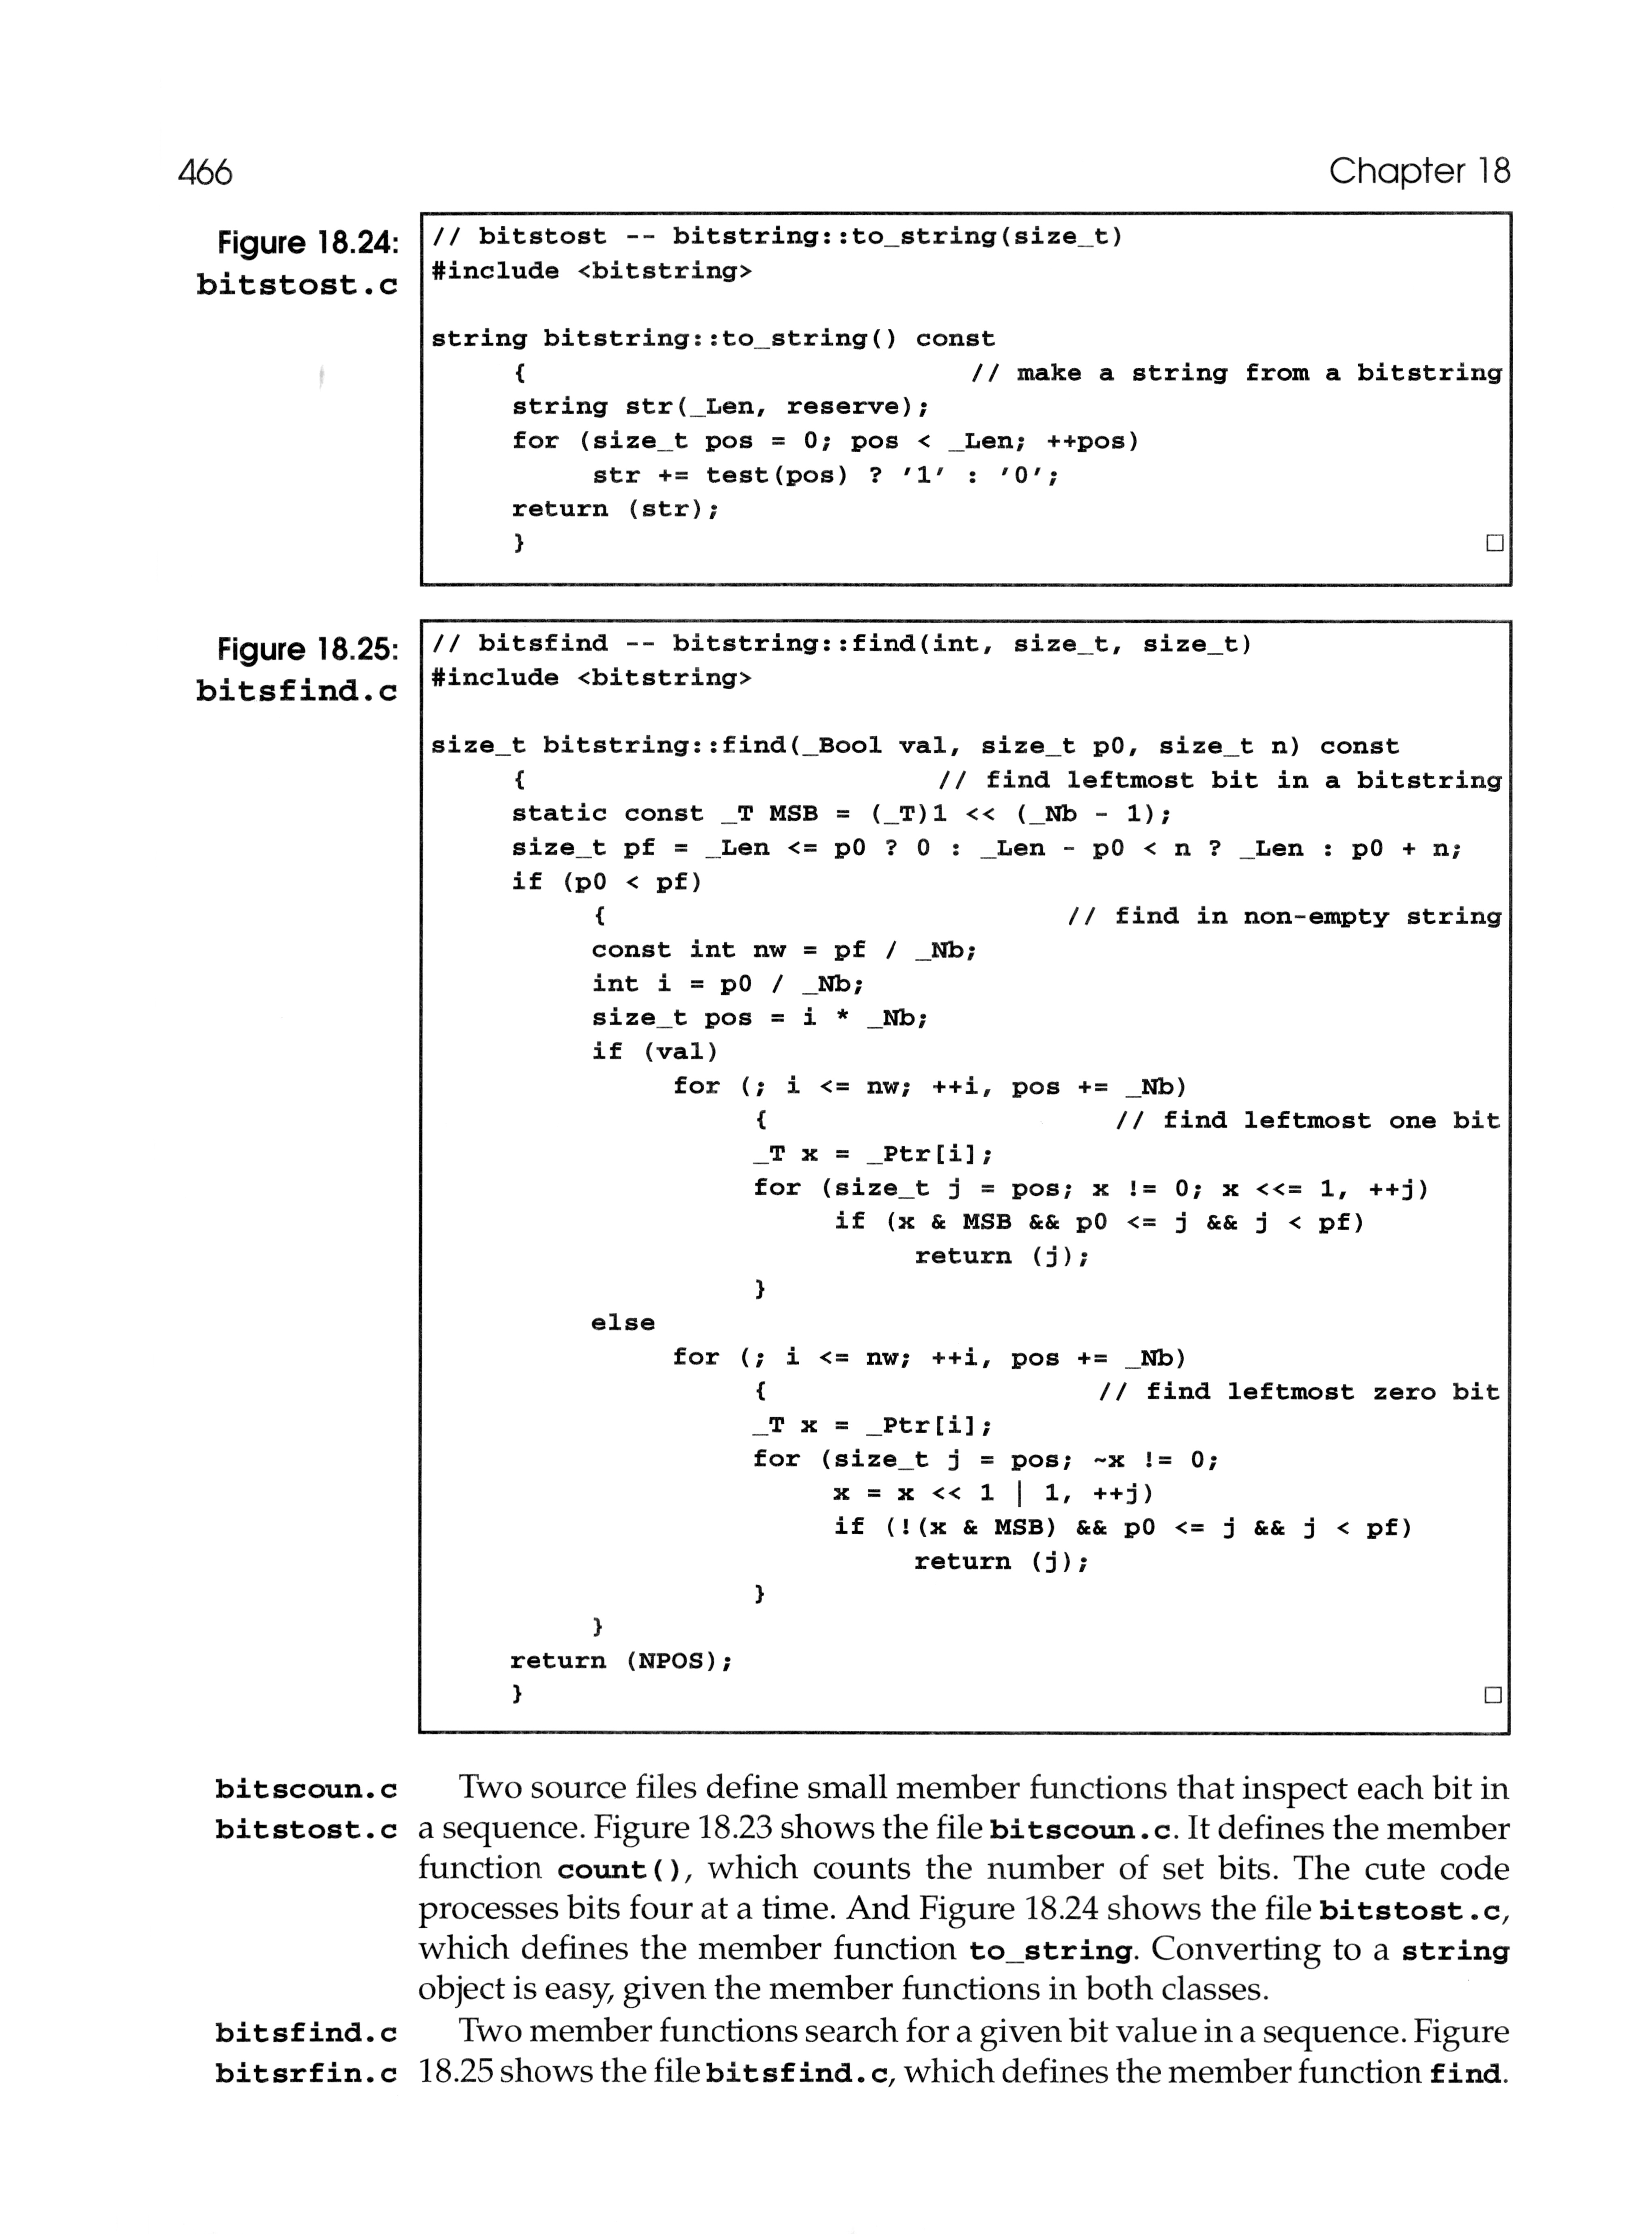 466
Chapter 18
Figure 18.24:
bitstost.c
// bitstost -- bitstring::to_string(size_t)
#include <bitstring>
string bitstring::to_string() const
{ // make a string from a bitstring
string str(_Len, reserve);
for (size_t pos = 0; pos < _Len; ++pos)
str += test(pos) ? '1' : '0';
return (str);
} □
Figure 18.25:
bitsfind.c
// bitsfind -- bitstring::find(int, size_t, size_t)
#include <bitstring>
size_t bitstring::find(_Bool val, size_t p0, size_t n) const
{ // find leftmost bit in a bitstring
static const _T MSB = (_T)1 << (_Nb - 1);
size_t pf = _Len <= p0 ? 0 : _Len - p0 < n ? _Len : p0 + n;
if (p0 < pf)
{ // find in non-empty string
const int nw = pf / _Nb;
int i = p0 / _Nb;
size_t pos = i * _Nb;
if (val)
for (; i <= nw; ++i, pos += _Nb)
{ // find leftmost one bit
_T x = _Ptr[i];
for (size_t j = pos; x != 0; x <<= 1, ++j)
if (x & MSB && p0 <= j && j < pf)
return (j);
}
else
for (; i <= nw; ++i, pos += _Nb)
{ // find leftmost zero bit
_T x = _Ptr[i];
for (size_t j = pos; ~x != 0;
x = x << 1 | 1, ++j)
if (!(x & MSB) && p0 <= j && j < pf)
return (j);
}
}
return (NPOS);
} □
bitscoun.c
bitstost.c
Two source files define small member functions that inspect each bit in
a sequence. Figure 18.23 shows the file bitscoun.c. It defines the member
function count(), which counts the number of set bits. The cute code
processes bits four at a time. And Figure 18.24 shows the file bitstost.c,
which defines the member function to_string. Converting to a string
object is easy, given the member functions in both classes.
bitsfind.c
bitsrfin.c
Two member functions search for a given bit value in a sequence. Figure
18.25 shows the file bitsfind.c, which defines the member function find.